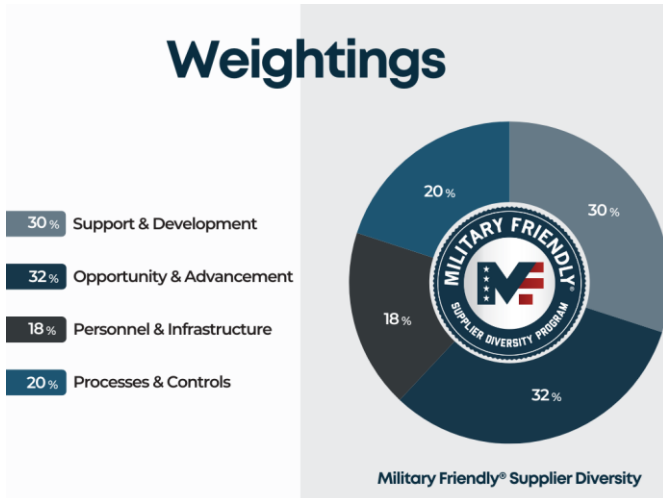 Weightings
30 % Support & Development
32 % Opportunity & Advancement
18 % Personnel & Infrastructure
20 % Processes & Controls
20 %
30 %
18 %
32 %
MILITARY FRIENDLY®
SUPPLIER DIVERSITY PROGRAM
Military Friendly® Supplier Diversity